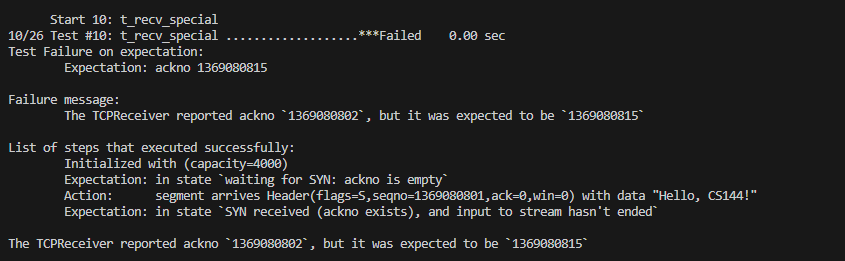 Start 10: t_recv_special
10/26 Test #10: t_recv_special ...................***Failed    0.00 sec
Test Failure on expectation:
        Expectation: ackno 1369080815

Failure message:
        The TCPReceiver reported ackno `1369080802`, but it was expected to be `1369080815`

List of steps that executed successfully:
        Initialized with (capacity=4000)
        Expectation: in state `waiting for SYN: ackno is empty`
        Action:      segment arrives Header(flags=S,seqno=1369080801,ack=0,win=0) with data "Hello, CS144!"
        Expectation: in state `SYN received (ackno exists), and input to stream hasn't ended`

The TCPReceiver reported ackno `1369080802`, but it was expected to be `1369080815`